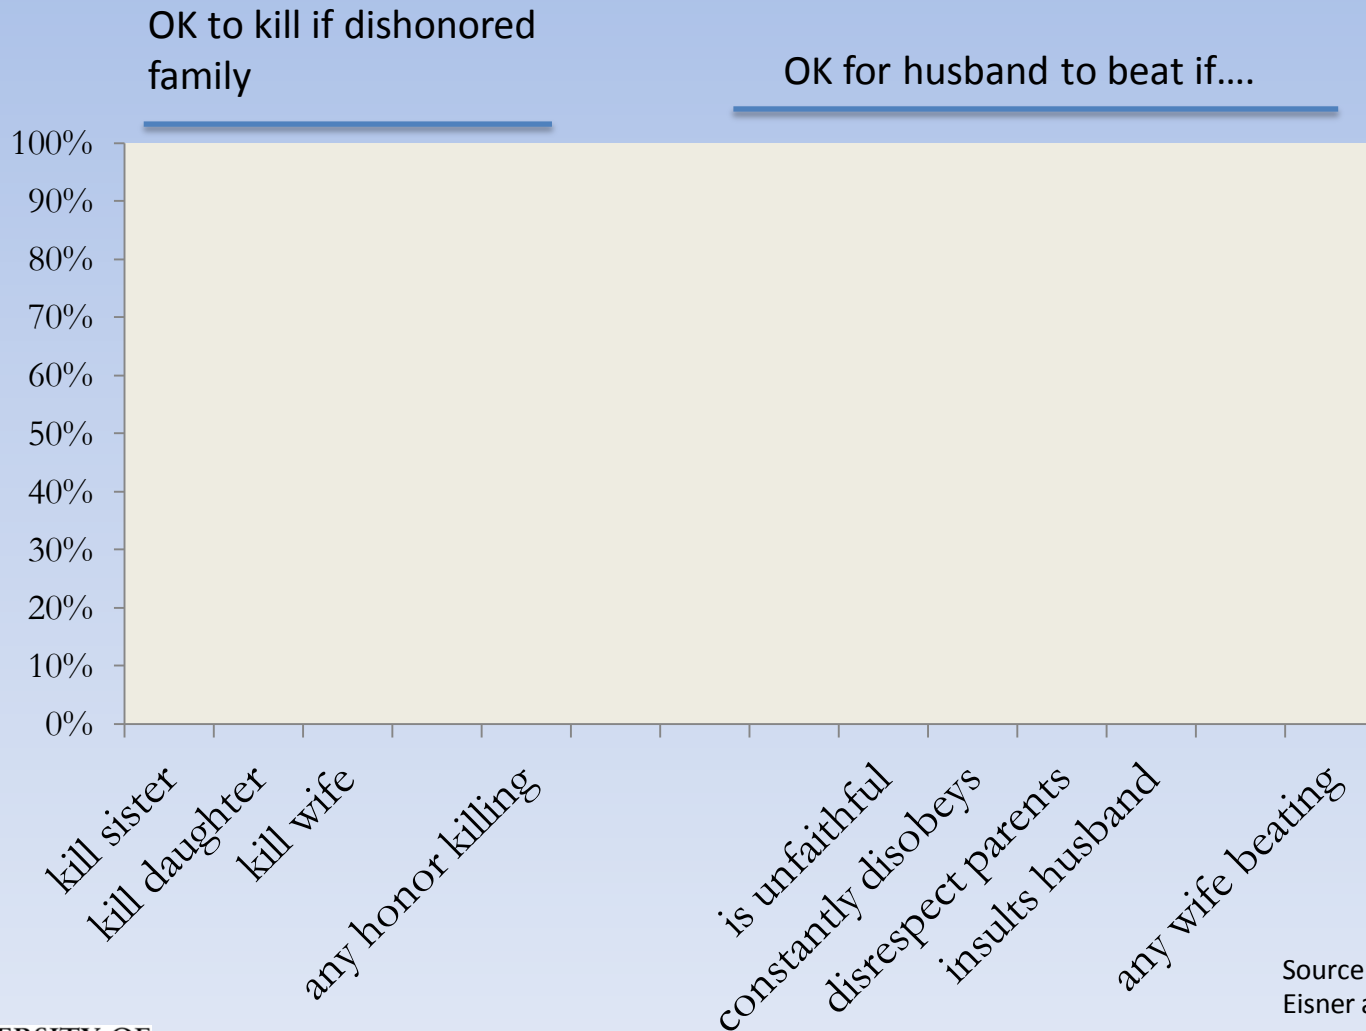 OK to kill if dishonored
family
OK for husband to beat if....
100%
90%
80%
70%
60%
50%
40%
30%
20%
10%
0%
kill sister
kill daughter
kill wife
any honor killing
is unfaithful
constantly disobeys
disrespect parents
insults husband
any wife beating
Source
Eisner a